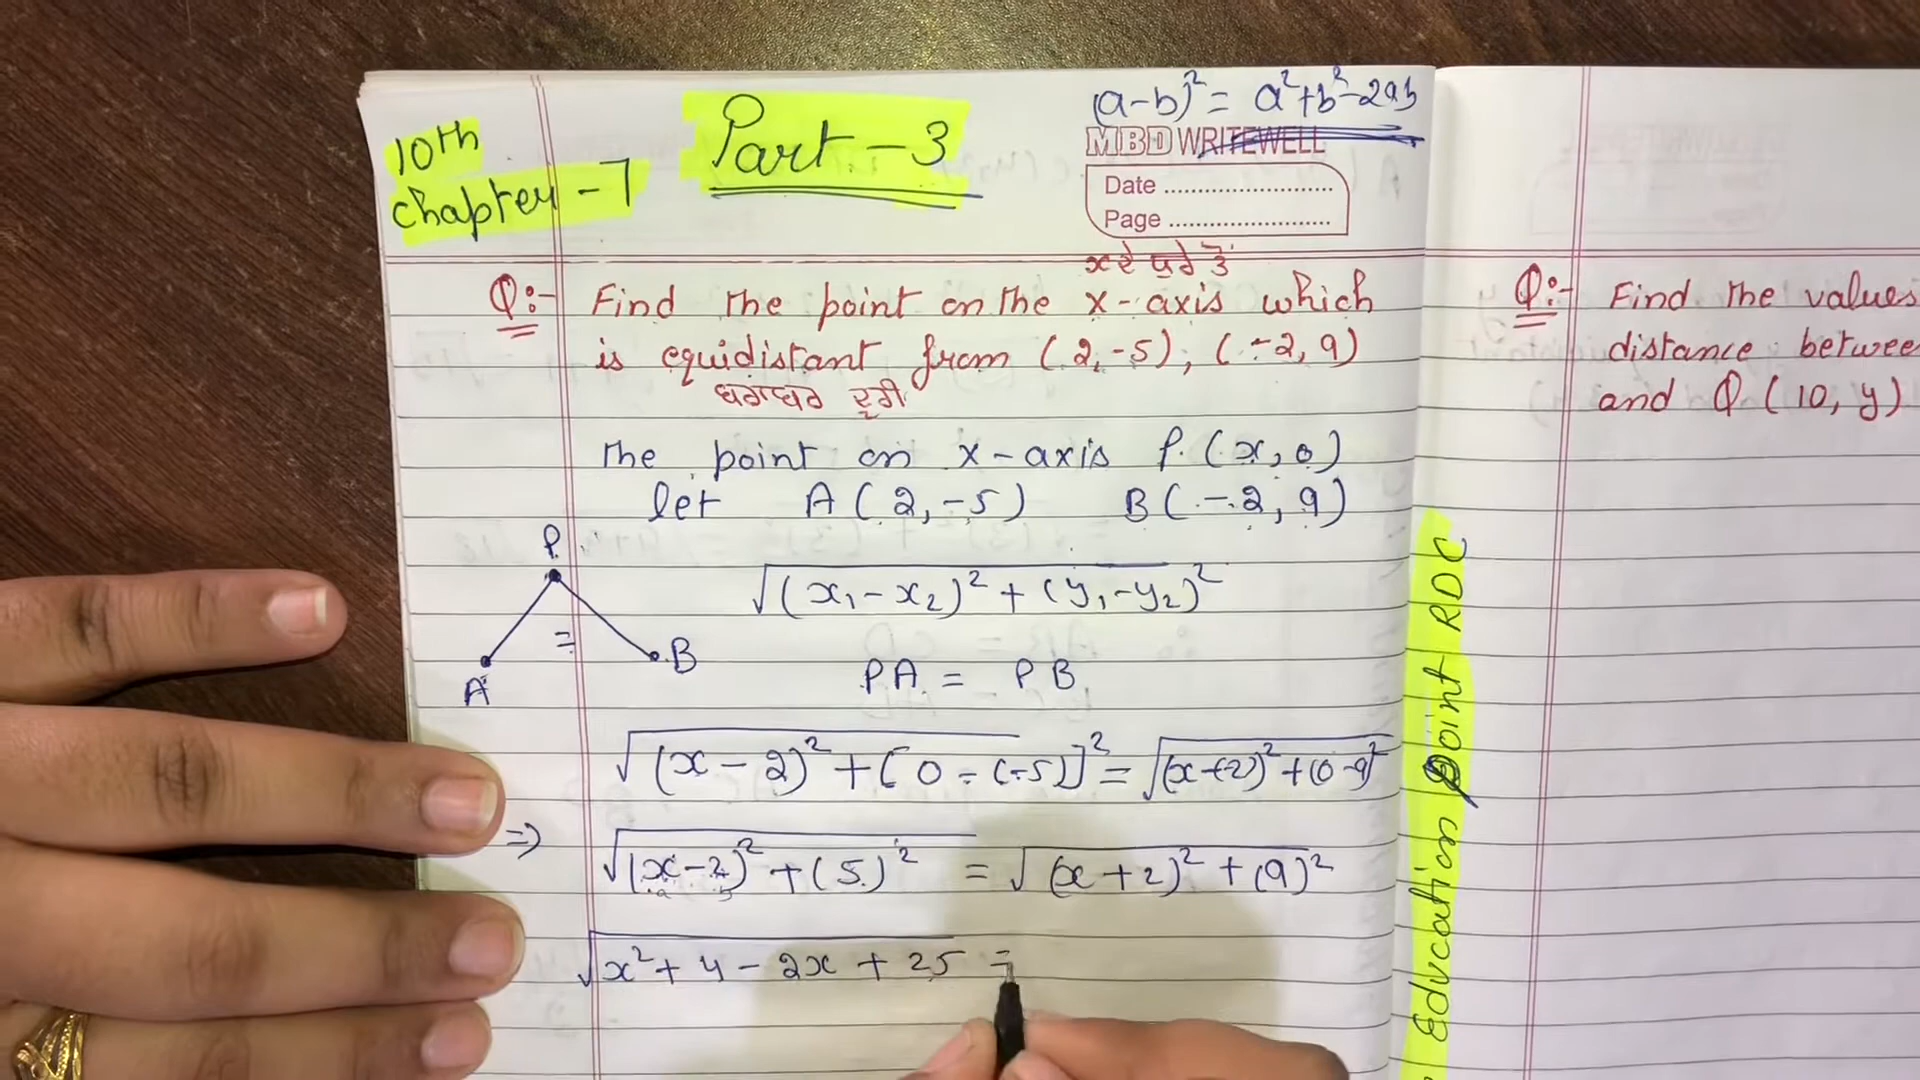 10th
Chapter-7
Part-3
(a-b)² = a²+b²-2ab
MBD WRITEWELL
Date ..............................
Page ..............................
x ਦੇ ਧੁਰੇ ਤੇ
Q:- Find the point on the x-axis which
is equidistant from (2,-5), (-2,9)
ਬਰਾਬਰ ਦੂਰੀ
The point on x-axis P.(x,0)
let A(2,-5) B(-2,9)
P
A
B
=
√(x₁-x₂)²+(y₁-y₂)²
PA = PB
√(x-2)²+[0-(-5)]² = √(x+2)²+(0-9)²
=> √(x-2)²+(5)² = √(x+2)²+(9)²
√x²+4-2x+25 =
Education Point RDC
Q:- Find the values
distance betwee
and Q(10,y)